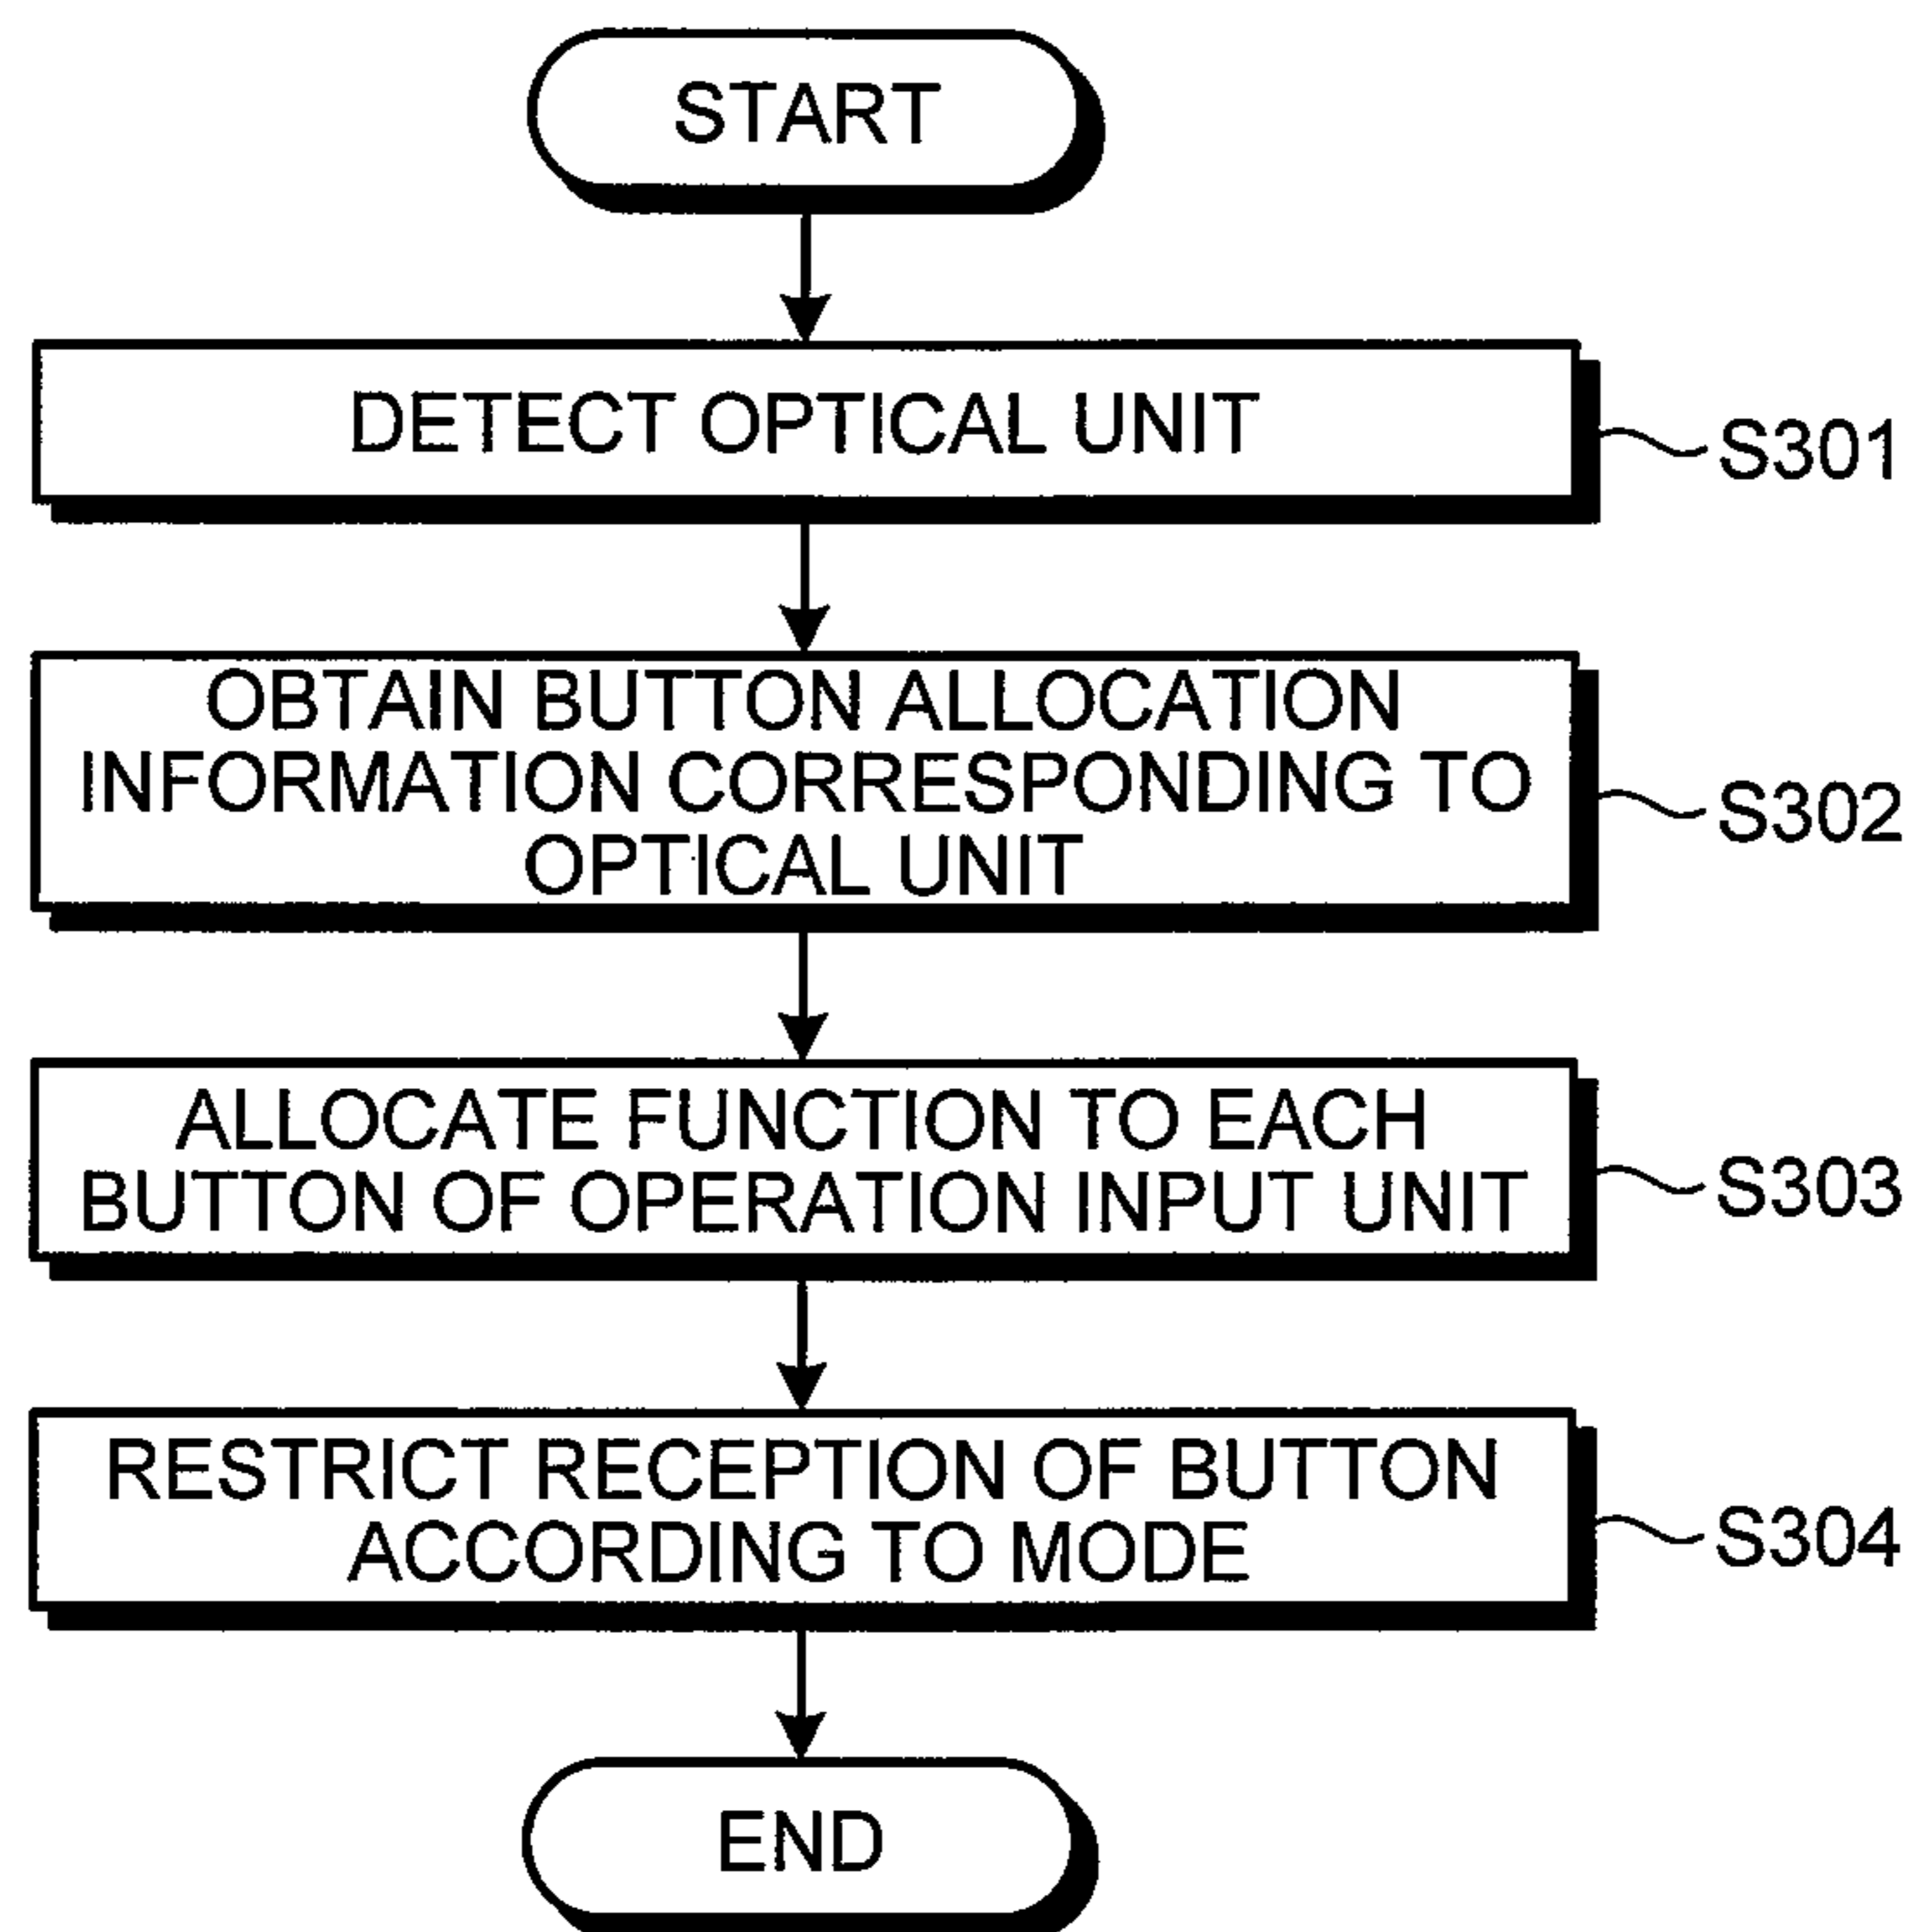 START
DETECT OPTICAL UNIT
S301
OBTAIN BUTTON ALLOCATION
INFORMATION CORRESPONDING TO
OPTICAL UNIT
S302
ALLOCATE FUNCTION TO EACH
BUTTON OF OPERATION INPUT UNIT
S303
RESTRICT RECEPTION OF BUTTON
ACCORDING TO MODE
S304
END